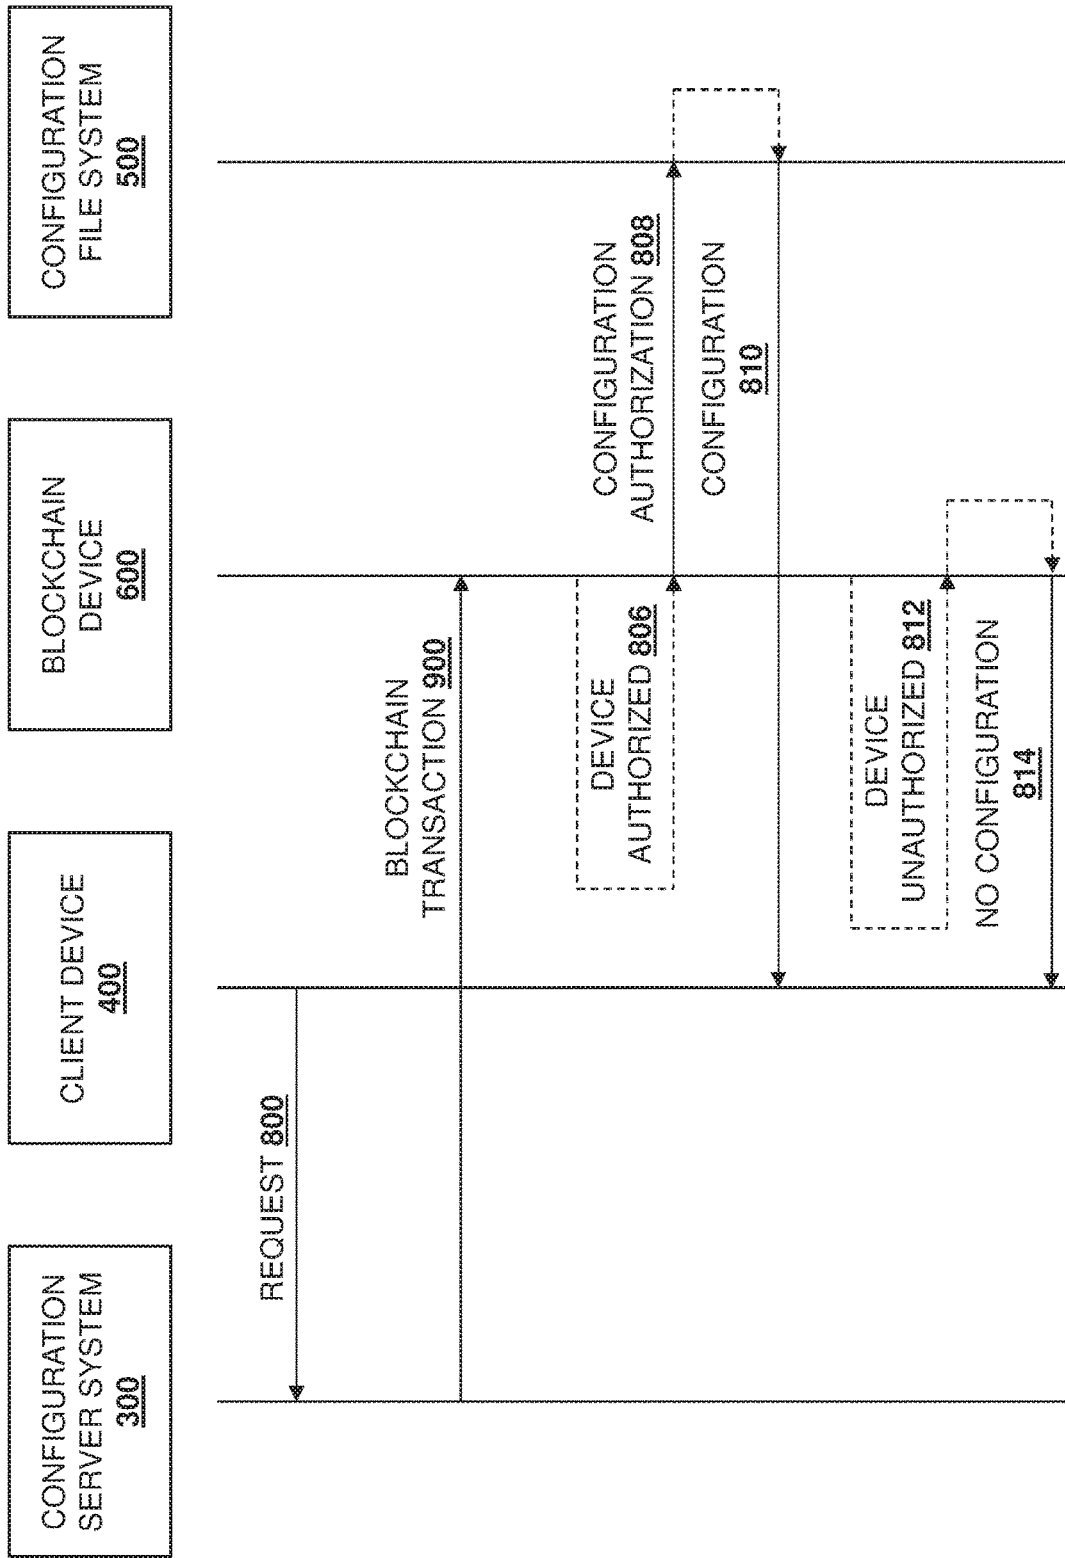 CONFIGURATION
SERVER SYSTEM
300
CLIENT DEVICE
400
BLOCKCHAIN
DEVICE
600
CONFIGURATION
FILE SYSTEM
500
REQUEST 800
BLOCKCHAIN
TRANSACTION 900
DEVICE
AUTHORIZED 806
CONFIGURATION
AUTHORIZATION 808
CONFIGURATION
810
DEVICE
UNAUTHORIZED 812
NO CONFIGURATION
814